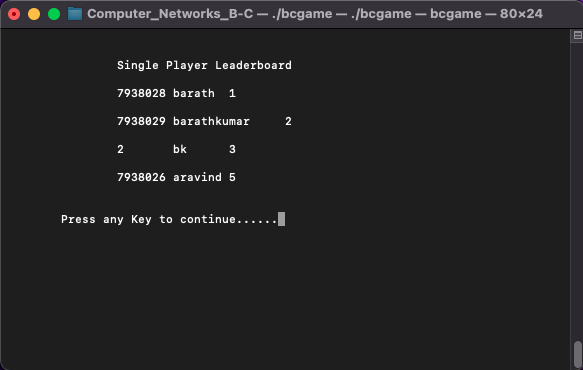 Computer_Networks_B-C — ./bcgame — ./bcgame — bcgame — 80×24
Single Player Leaderboard
7938028 barath 1
7938029 barathkumar 2
2 bk 3
7938026 aravind 5
Press any Key to continue......